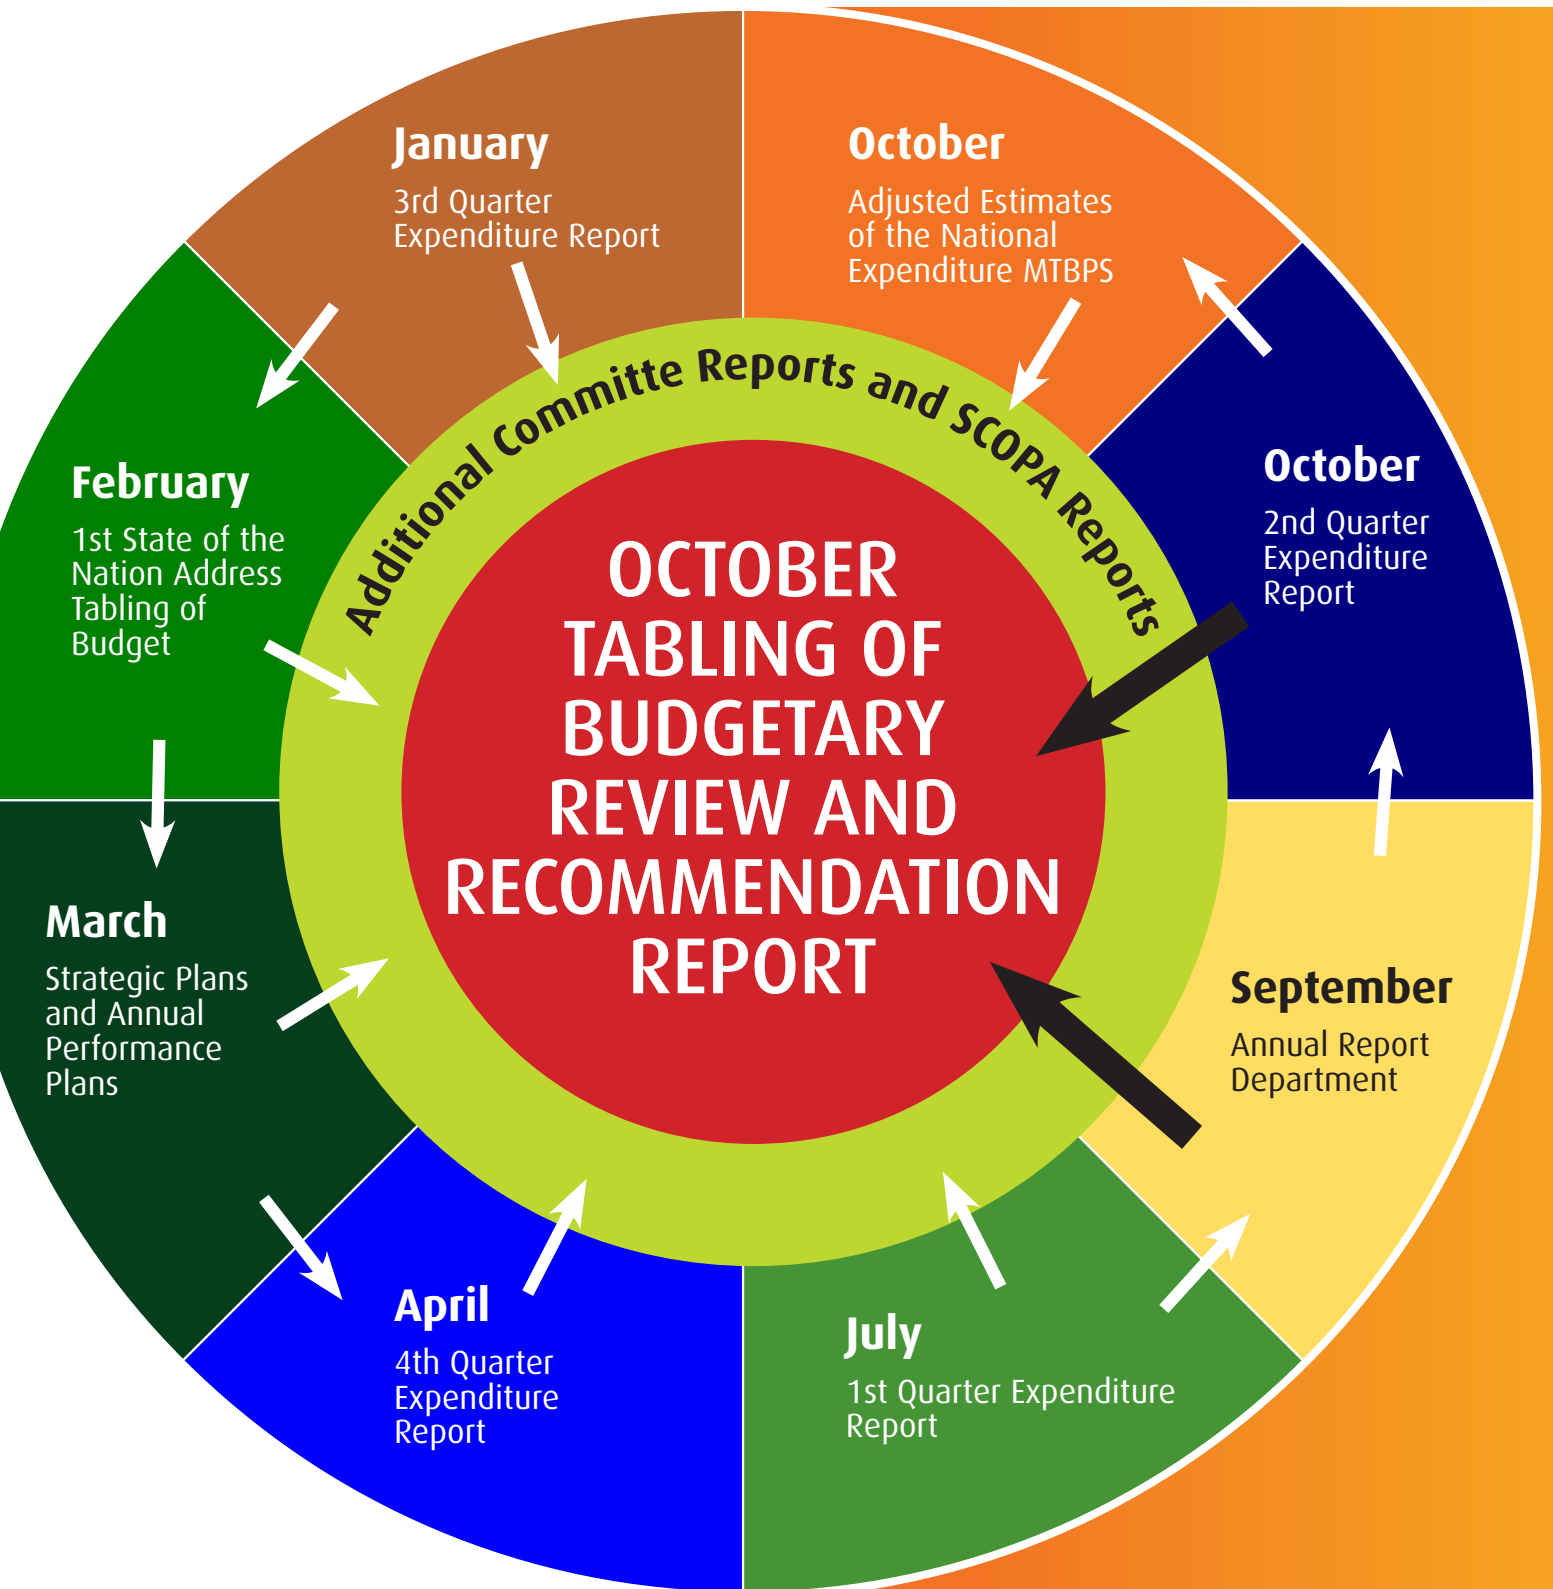 January
3rd Quarter
Expenditure Report
October
Adjusted Estimates
of the National
Expenditure MTBPS
October
2nd Quarter
Expenditure
Report
September
Annual Report
Department
July
1st Quarter Expenditure
Report
April
4th Quarter
Expenditure
Report
March
Strategic Plans
and Annual
Performance
Plans
February
1st State of the
Nation Address
Tabling of
Budget
Additional Committe Reports and SCOPA Reports
OCTOBER
TABLING OF
BUDGETARY
REVIEW AND
RECOMMENDATION
REPORT